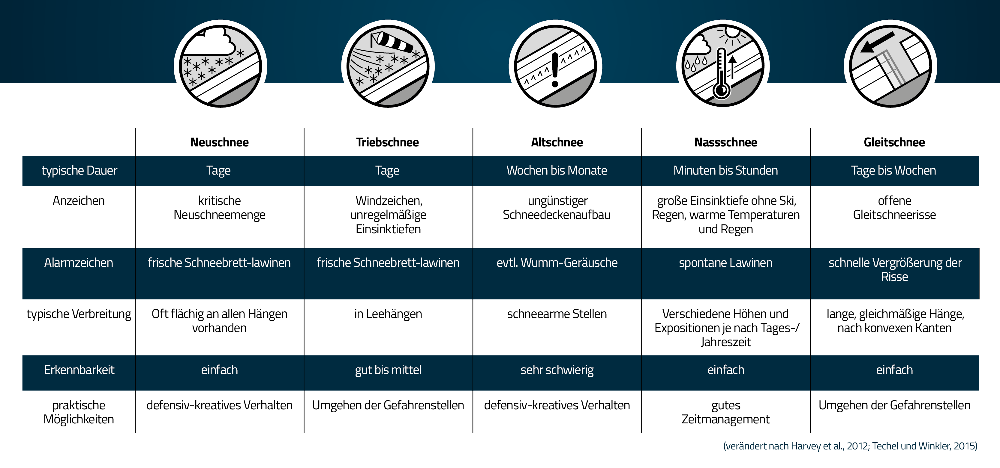 Neuschnee Triebschnee Altschnee Nassschnee Gleitschnee
typische Dauer Tage Tage Wochen bis Monate Minuten bis Stunden Tage bis Wochen
Anzeichen kritische Windzeichen, ungünstiger große Einsinktiefe ohne Ski, offene
Neuschneemenge unregelmäßige Schneedeckenaufbau Regen, warme Temperaturen Gleitschneerisse
Einsinktiefen und Regen
Alarmzeichen frische Schneebrett-lawinen frische Schneebrett-lawinen evtl. Wumm-Geräusche spontane Lawinen schnelle Vergrößerung der
Risse
typische Verbreitung Oft flächig an allen Hängen in Leehängen schneearme Stellen Verschiedene Höhen und lange, gleichmäßige Hänge,
vorhanden Expositionen je nach Tages-/ nach konvexen Kanten
Jahreszeit
Erkennbarkeit einfach gut bis mittel sehr schwierig einfach einfach
praktische defensiv-kreatives Verhalten Umgehen der Gefahrenstellen defensiv-kreatives Verhalten gutes Umgehen der Gefahrenstellen
Möglichkeiten Zeitmanagement
(verändert nach Harvey et al., 2012; Techel und Winkler, 2015)